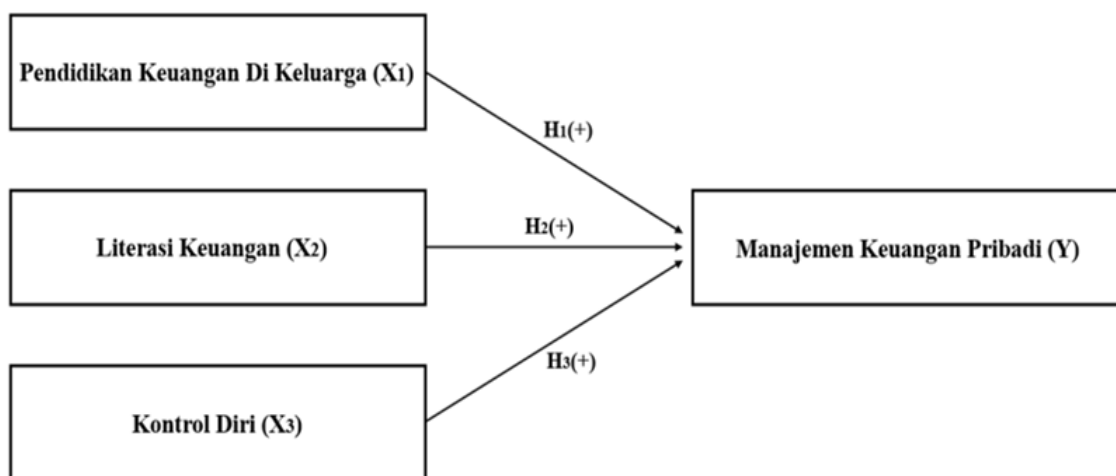 Pendidikan Keuangan Di Keluarga (X1)
H1(+)
Literasi Keuangan (X2)
H2(+)
Manajemen Keuangan Pribadi (Y)
H3(+)
Kontrol Diri (X3)